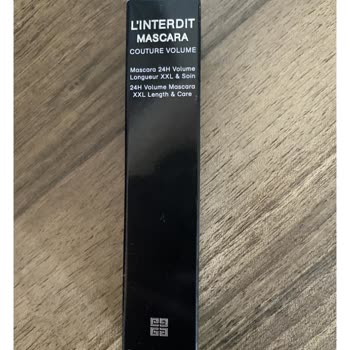 L'INTERDIT
MASCARA
COUTURE VOLUME
Mascara 24H Volume
Longueur XXL & Soin
24H Volume Mascara
XXL Length & Care